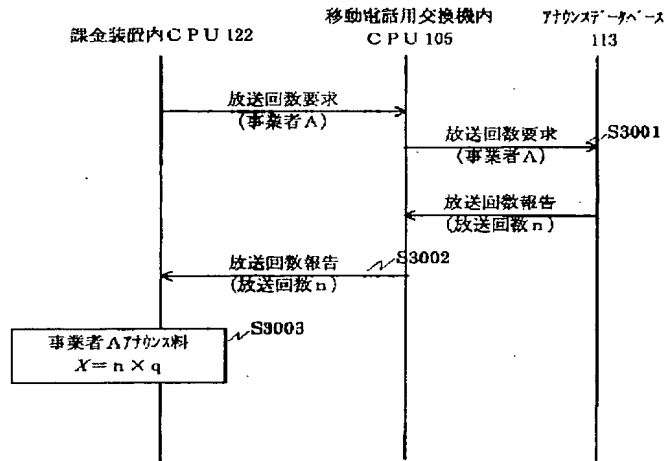 課金装置内CPU 122
移動電話用交換機内
CPU 105
アナウンスデータベース
113
放送回数要求
(事業者A)
放送回数要求
(事業者A)
S3001
放送回数報告
(放送回数n)
放送回数報告
(放送回数n)
S3002
事業者Aアナウンス料
X=n×q
S3003